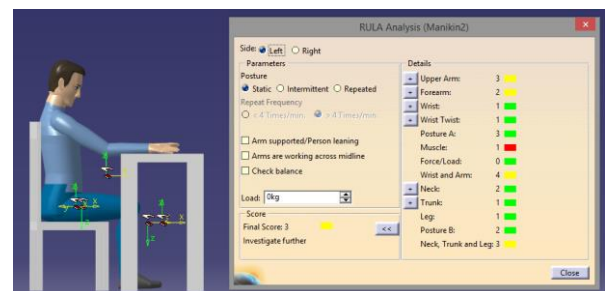 RULA Analysis (Manikin2)
Side: Left Right
Parameters
Posture
Static Intermittent Repeated
Repeat Frequency
< 4 Times/min. > 4 Times/min.
Arm supported/Person leaning
Arms are working across midline
Check balance
Load: 0kg
Score
Final Score: 3
Investigate further
<<
Details
+ Upper Arm: 3
+ Forearm: 2
+ Wrist: 1
+ Wrist Twist: 1
Posture A: 3
Muscle: 1
Force/Load: 0
Wrist and Arm: 4
+ Neck: 2
+ Trunk: 1
Leg: 1
Posture B: 2
Neck, Trunk and Leg: 3
Close